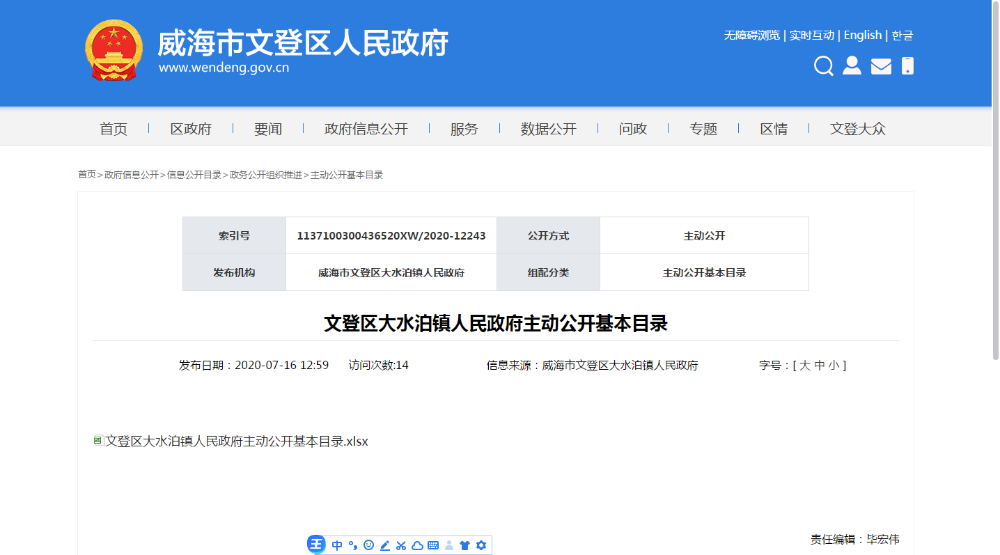 威海市文登区人民政府
www.wendeng.gov.cn
无障碍浏览 | 实时互动 | English | 한글
首页 区政府 要闻 政府信息公开 服务 数据公开 问政 专题 区情 文登大众
首页>政府信息公开>信息公开目录>政务公开组织推进>主动公开基本目录
索引号 1137100300436520XW/2020-12243 公开方式 主动公开
发布机构 威海市文登区大水泊镇人民政府 组配分类 主动公开基本目录
文登区大水泊镇人民政府主动公开基本目录
发布日期：2020-07-16 12:59 访问次数:14 信息来源：威海市文登区大水泊镇人民政府 字号：[ 大 中 小 ]
文登区大水泊镇人民政府主动公开基本目录.xlsx
责任编辑：毕宏伟
王 中